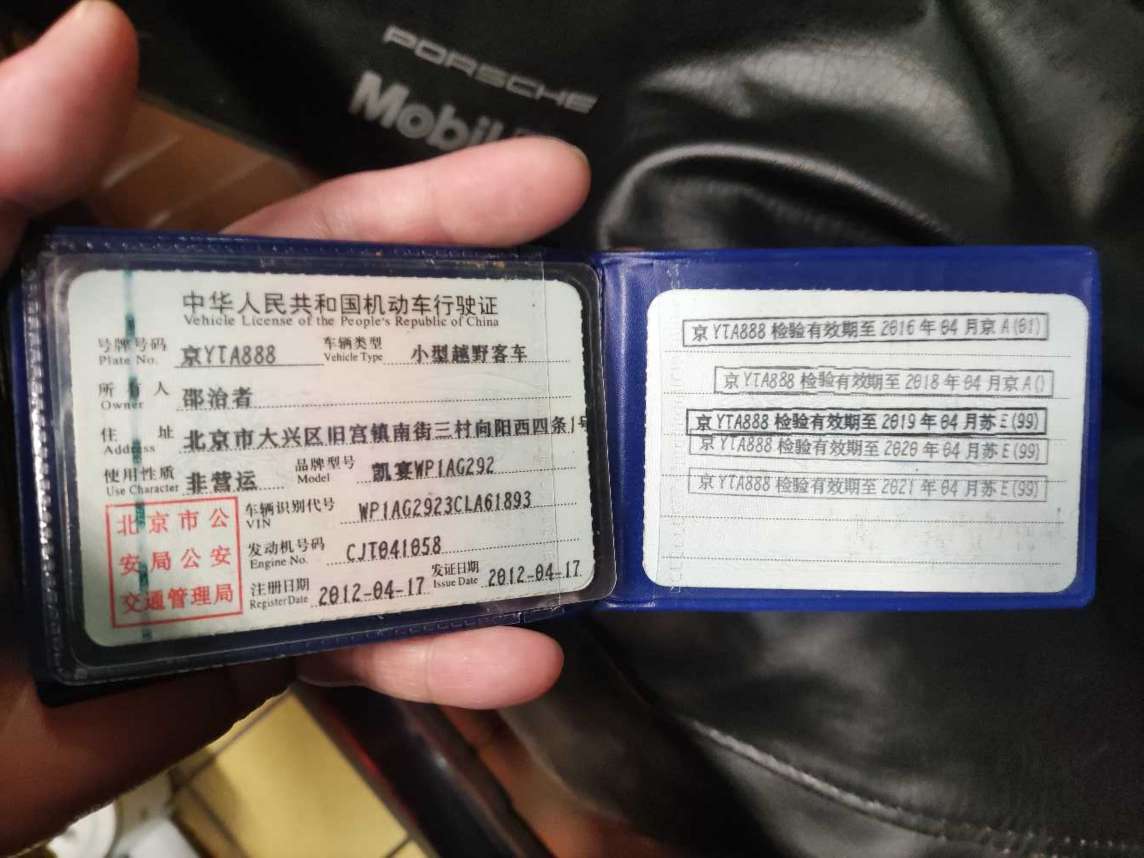 PORSCHE
Mobil
中华人民共和国机动车行驶证
Vehicle License of the People's Republic of China
号牌号码 京YTA888 车辆类型 小型越野客车
Plate No. Vehicle Type
所有人 邵治者
Owner
住址 北京市大兴区旧宫镇南街三村向阳西四条1号
Address
使用性质 非营运 品牌型号 凯宴WP1AG292
Use Character Model
北京市公安局公安交通管理局
车辆识别代号 WP1AG2923CLA61893
VIN
发动机号码 CJT041058
Engine No.
注册日期 2012-04-17 发证日期 2012-04-17
Register Date Issue Date
京YTA888检验有效期至2016年04月京A(01)
京YTA888检验有效期至2018年04月京A()
京YTA888检验有效期至2019年04月苏E(99)
京YTA888检验有效期至2020年04月苏E(99)
京YTA888检验有效期至2021年04月苏E(99)